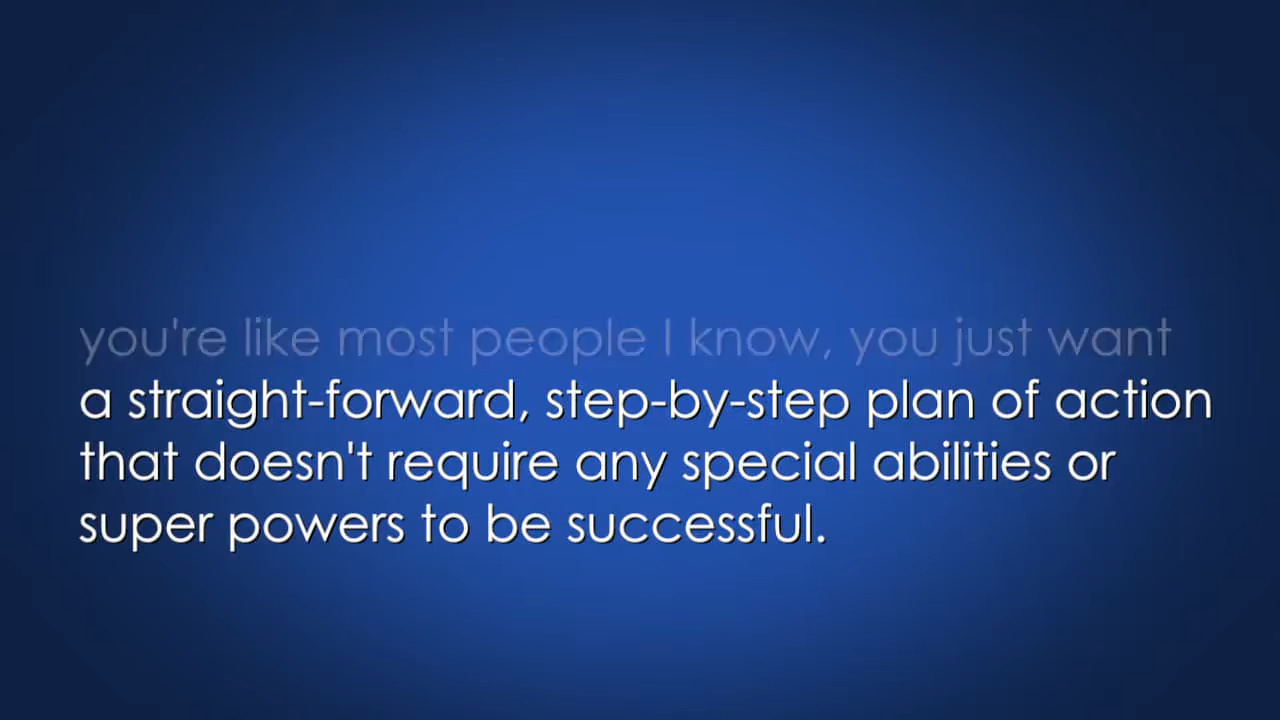 you're like most people I know, you just want
a straight-forward, step-by-step plan of action
that doesn't require any special abilities or
super powers to be successful.